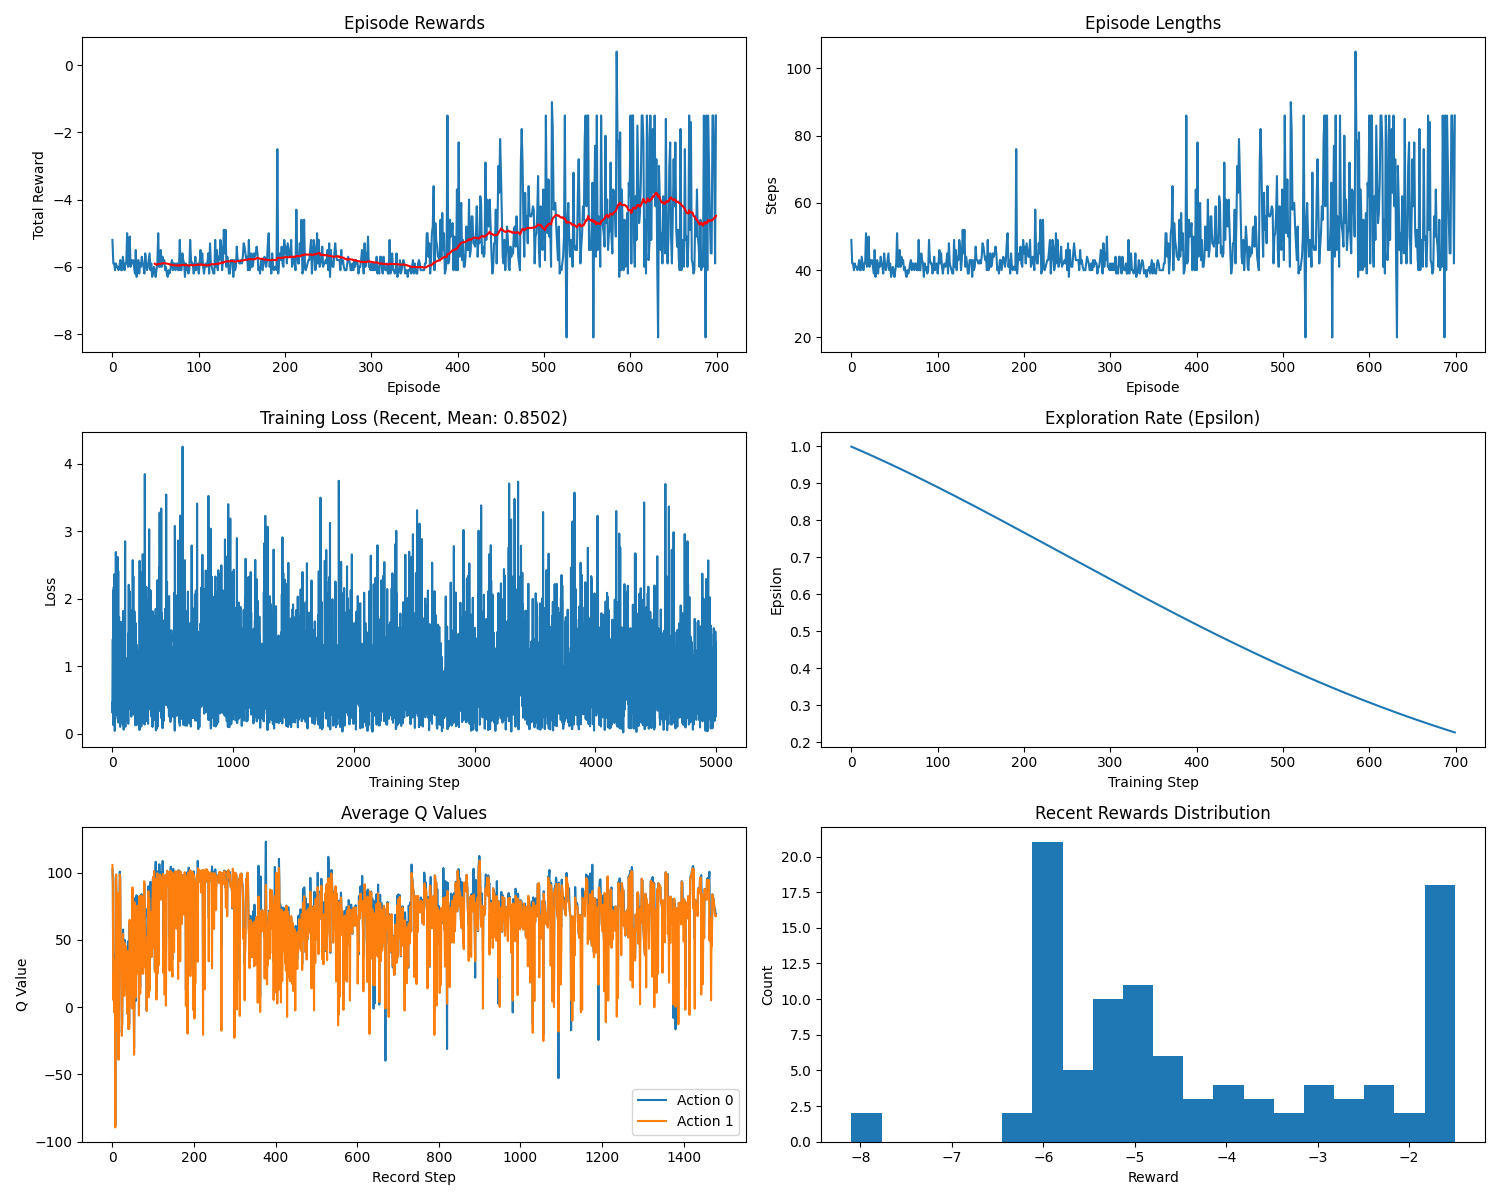 Episode Rewards
Total Reward
0
−2
−4
−6
−8
0 100 200 300 400 500 600 700
Episode
Episode Lengths
Steps
100
80
60
40
20
0 100 200 300 400 500 600 700
Episode
Training Loss (Recent, Mean: 0.8502)
Loss
4
3
2
1
0
0 1000 2000 3000 4000 5000
Training Step
Exploration Rate (Epsilon)
Epsilon
1.0
0.9
0.8
0.7
0.6
0.5
0.4
0.3
0.2
0 100 200 300 400 500 600 700
Training Step
Average Q Values
Q Value
100
50
0
−50
−100
Action 0
Action 1
0 200 400 600 800 1000 1200 1400
Record Step
Recent Rewards Distribution
Count
20.0
17.5
15.0
12.5
10.0
7.5
5.0
2.5
0.0
−8 −7 −6 −5 −4 −3 −2
Reward